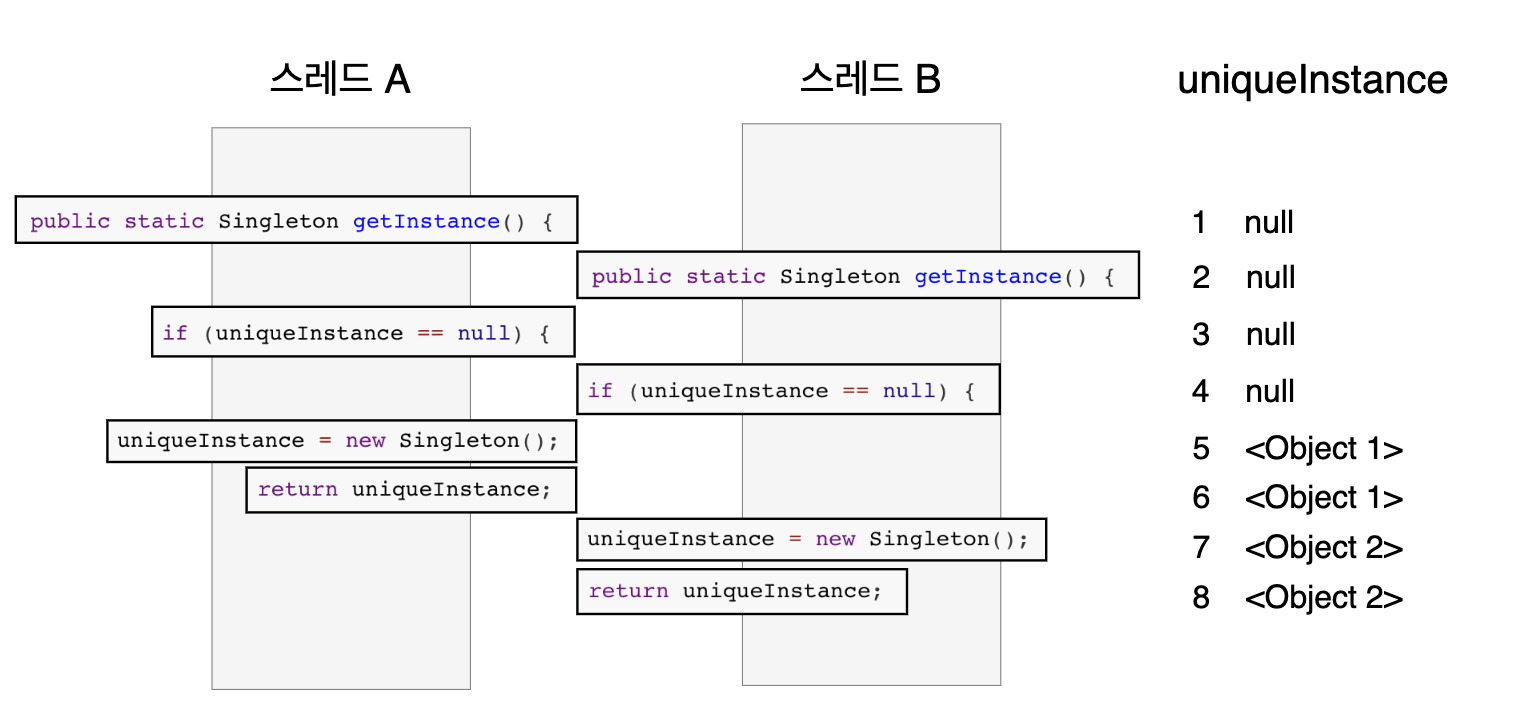 스레드 A 스레드 B uniqueInstance
public static Singleton getInstance() { 1 null
public static Singleton getInstance() { 2 null
if (uniqueInstance == null) { 3 null
if (uniqueInstance == null) { 4 null
uniqueInstance = new Singleton(); 5 <Object 1>
return uniqueInstance; 6 <Object 1>
uniqueInstance = new Singleton(); 7 <Object 2>
return uniqueInstance; 8 <Object 2>